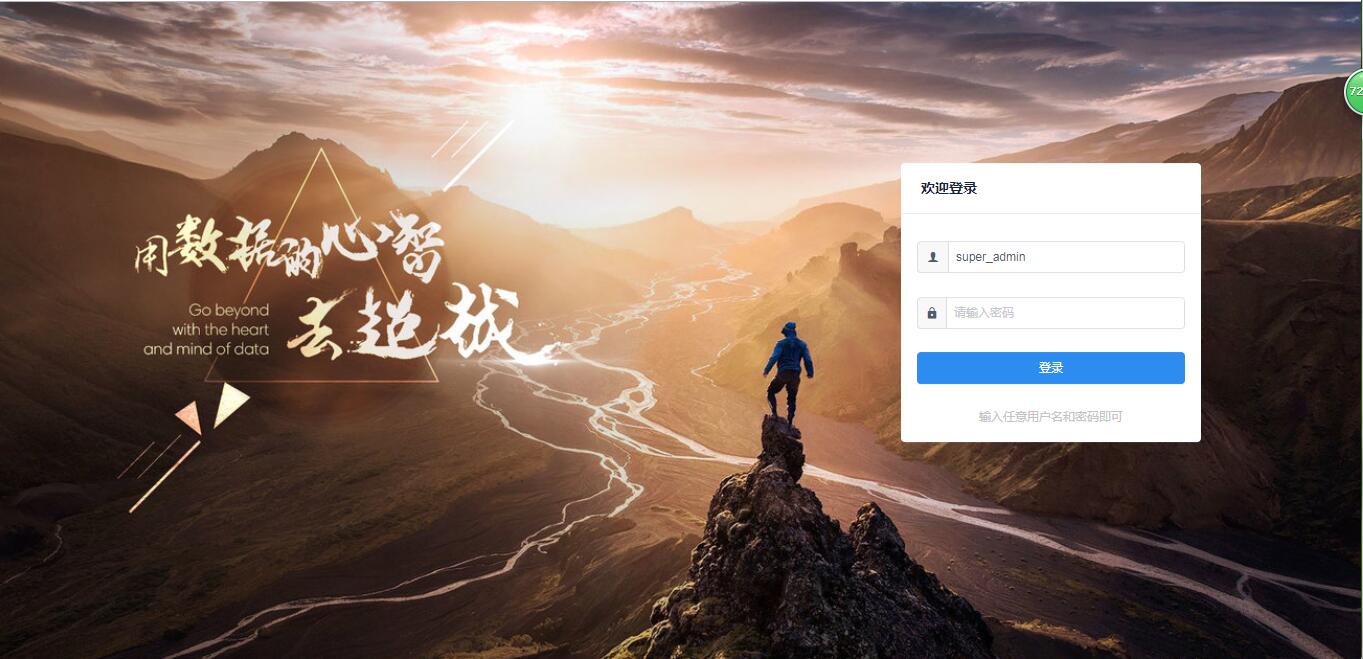 用数据的心智
去超越
Go beyond
with the heart
and mind of data
欢迎登录
super_admin
请输入密码
登录
输入任意用户名和密码即可
72